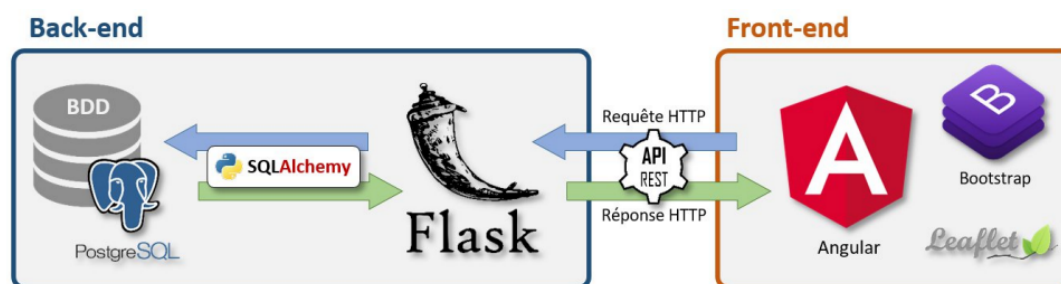 Back-end
Front-end
BDD
PostgreSQL
SQLAlchemy
Flask
Requête HTTP
API
REST
Réponse HTTP
A
Angular
B
Bootstrap
Leaflet